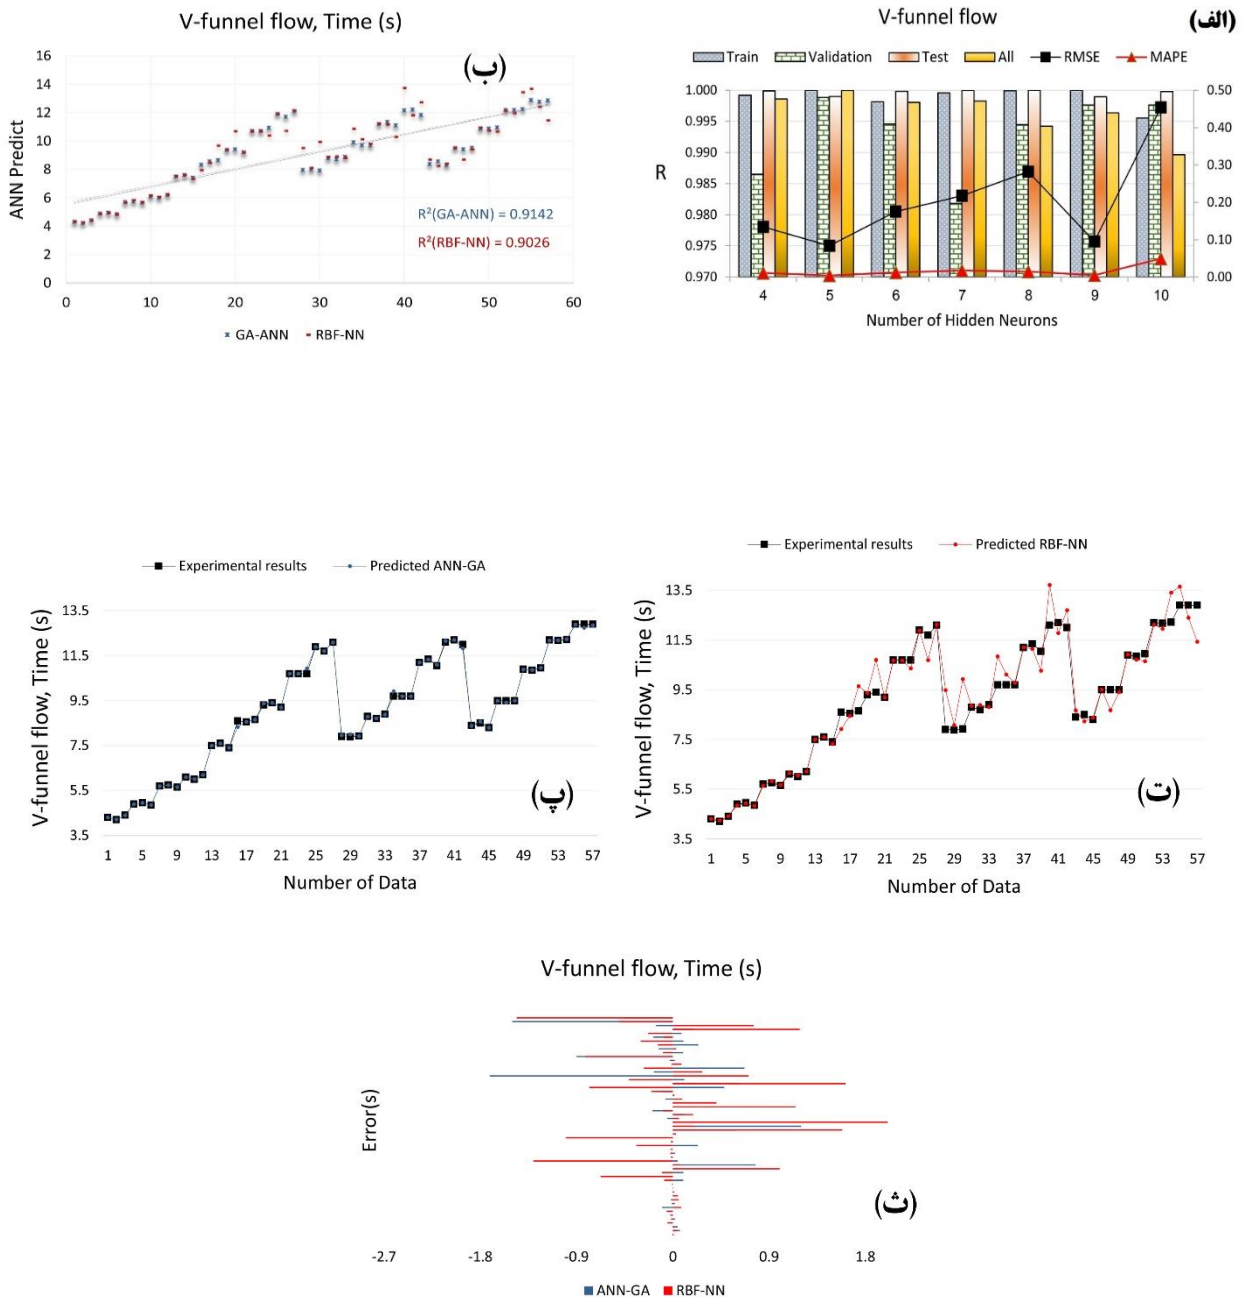 V-funnel flow, Time (s)
(ب)
ANN Predict
16
14
12
10
8
6
4
2
0
R²(GA-ANN) = 0.9142
R²(RBF-NN) = 0.9026
0 10 20 30 40 50 60
GA-ANN RBF-NN
V-funnel flow
(الف)
Train Validation Test All RMSE MAPE
R
1.000
0.995
0.990
0.985
0.980
0.975
0.970
0.50
0.40
0.30
0.20
0.10
0.00
4 5 6 7 8 9 10
Number of Hidden Neurons
Experimental results Predicted ANN-GA
V-funnel flow, Time (s)
13.5
11.5
9.5
7.5
5.5
3.5
(پ)
1 5 9 13 17 21 25 29 33 37 41 45 49 53 57
Number of Data
Experimental results Predicted RBF-NN
V-funnel flow, Time (s)
13.5
11.5
9.5
7.5
5.5
3.5
(ت)
1 5 9 13 17 21 25 29 33 37 41 45 49 53 57
Number of Data
V-funnel flow, Time (s)
Error(s)
(ث)
-2.7 -1.8 -0.9 0 0.9 1.8
ANN-GA RBF-NN